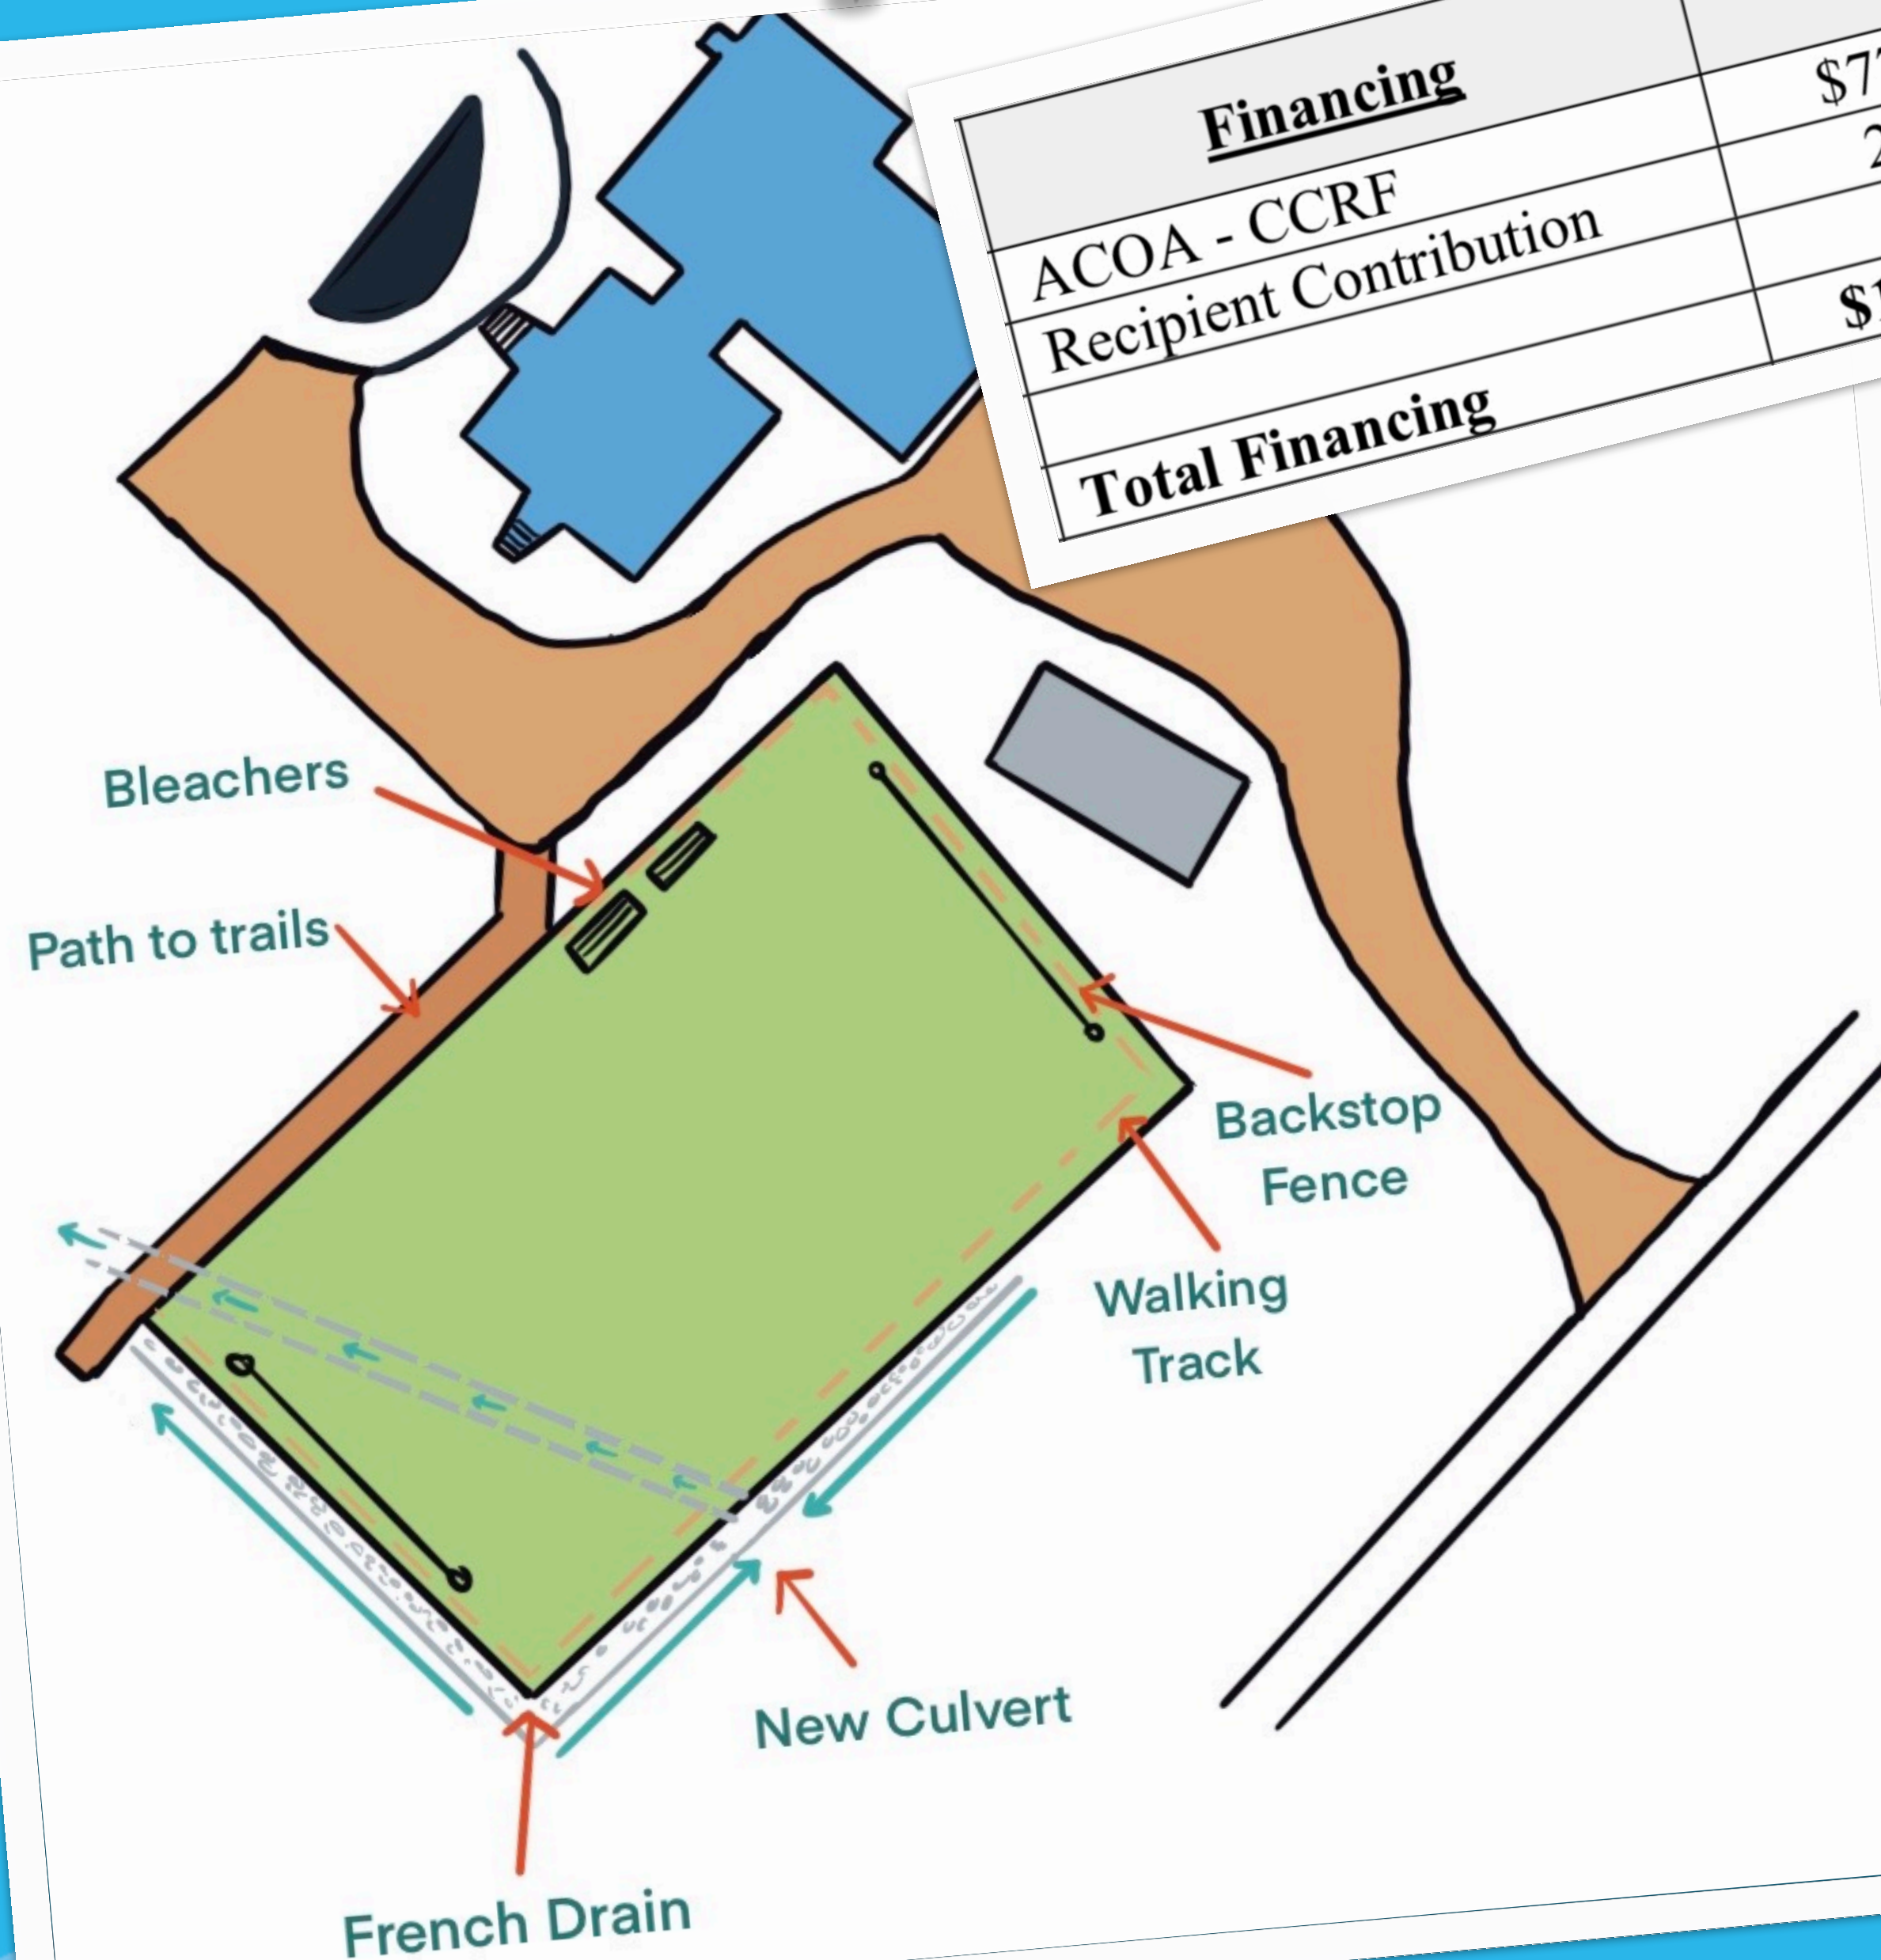 Financing
ACOA - CCRF
Recipient Contribution
Total Financing
Bleachers
Path to trails
Backstop
Fence
Walking
Track
New Culvert
French Drain